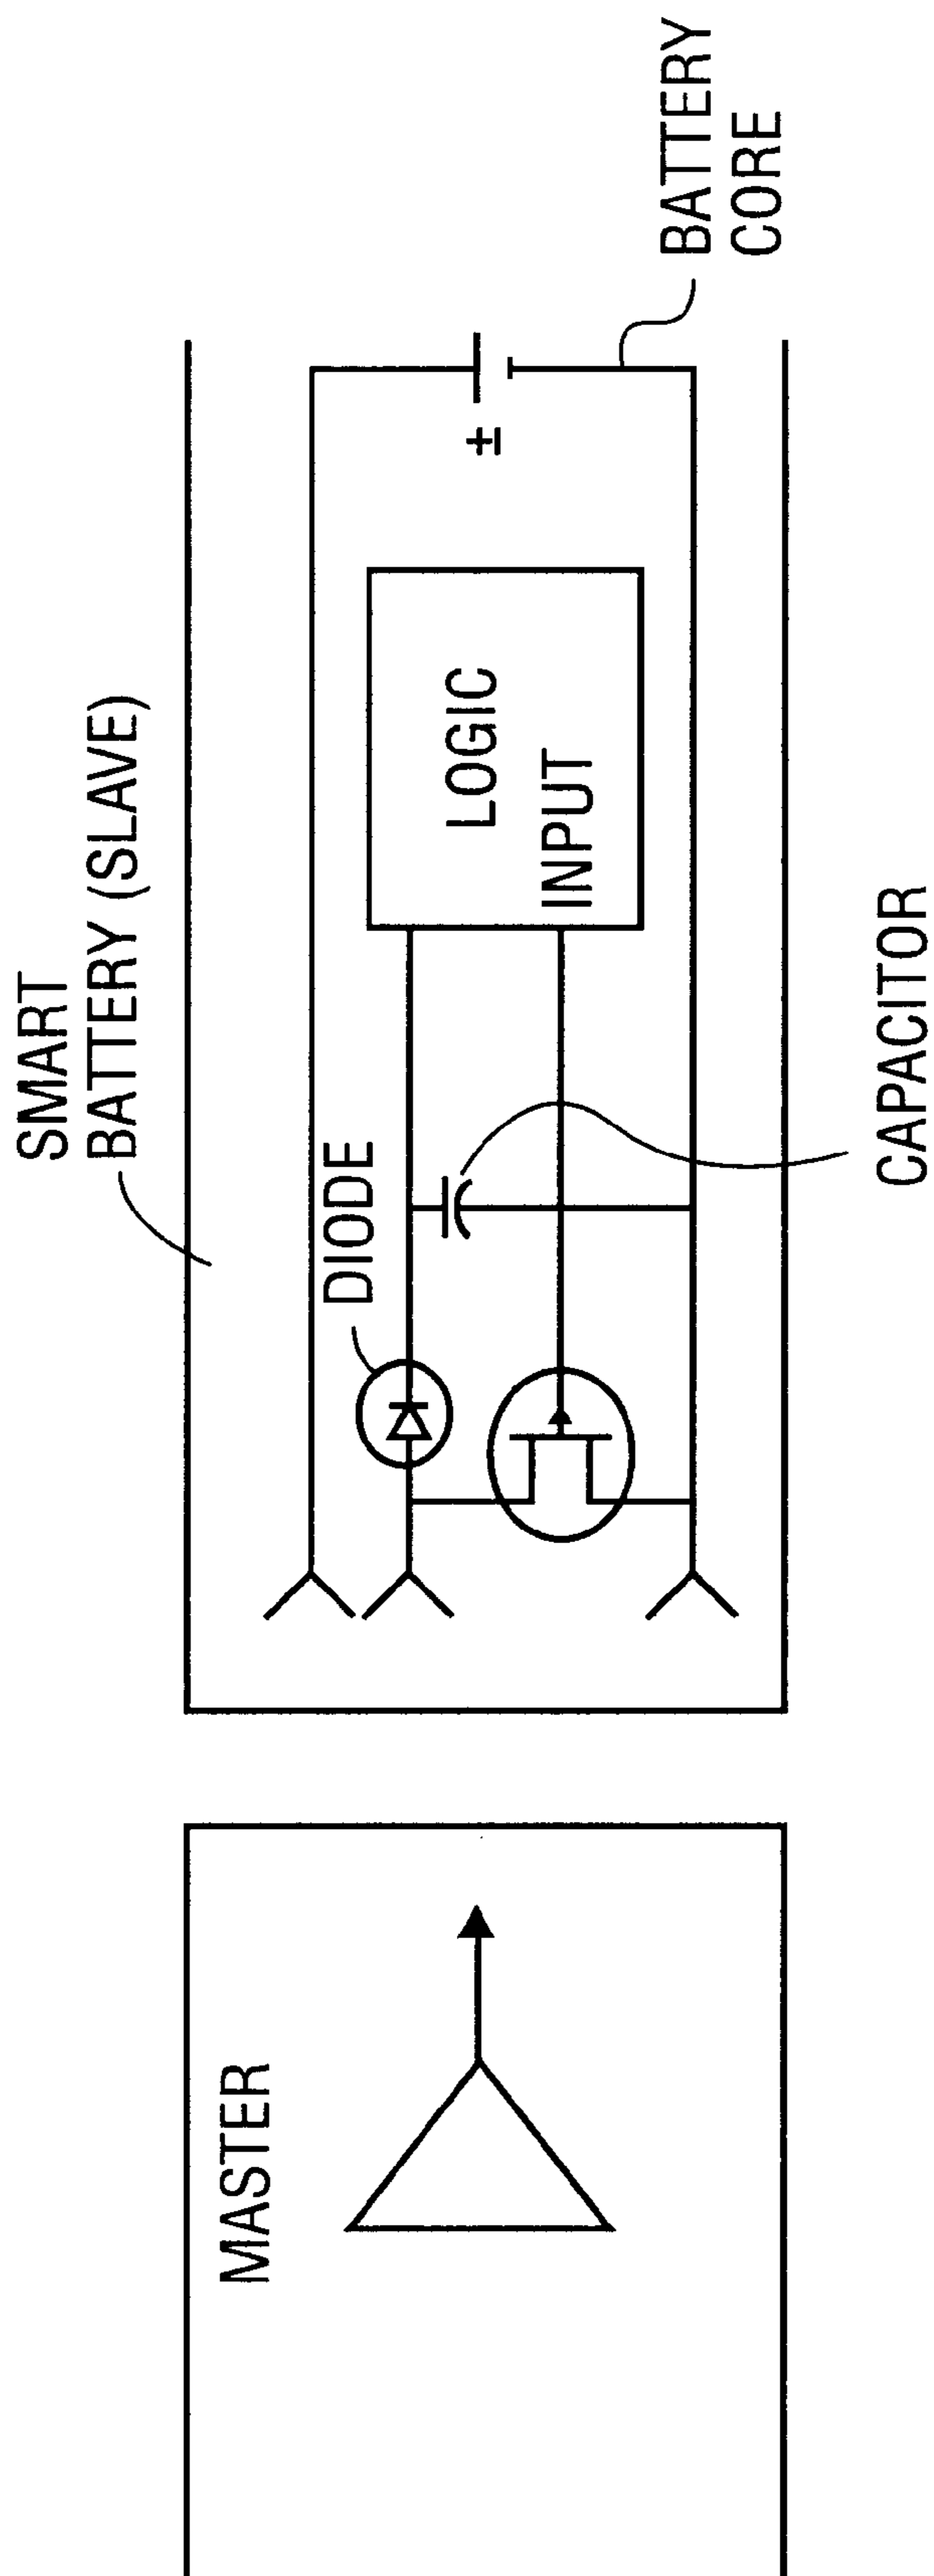 MASTER
SMART
BATTERY (SLAVE)
DIODE
LOGIC
INPUT
±
BATTERY
CORE
CAPACITOR